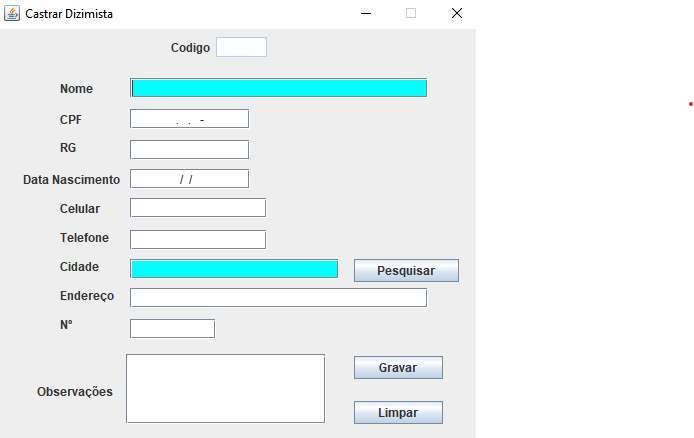 Castrar Dizimista
Codigo
Nome
CPF . . -
RG
Data Nascimento / /
Celular
Telefone
Cidade Pesquisar
Endereço
Nº
Gravar
Observações
Limpar